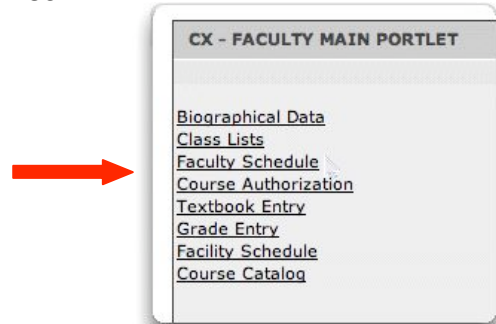 CX - FACULTY MAIN PORTLET
Biographical Data
Class Lists
Faculty Schedule
Course Authorization
Textbook Entry
Grade Entry
Facility Schedule
Course Catalog